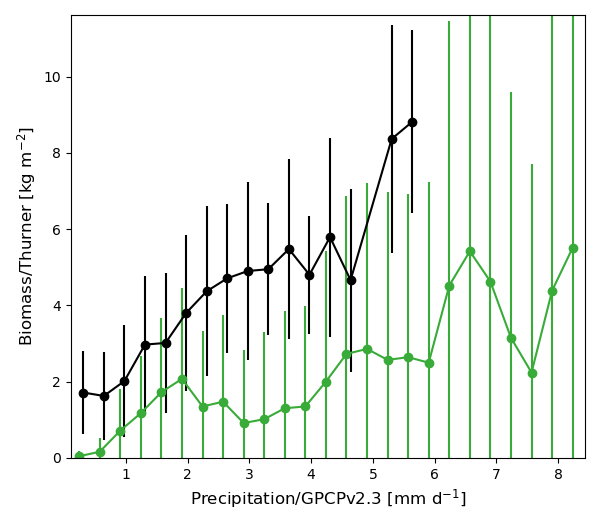 10
8
6
4
2
0
Biomass/Thurner [kg m⁻²]
1 2 3 4 5 6 7 8
Precipitation/GPCPv2.3 [mm d⁻¹]